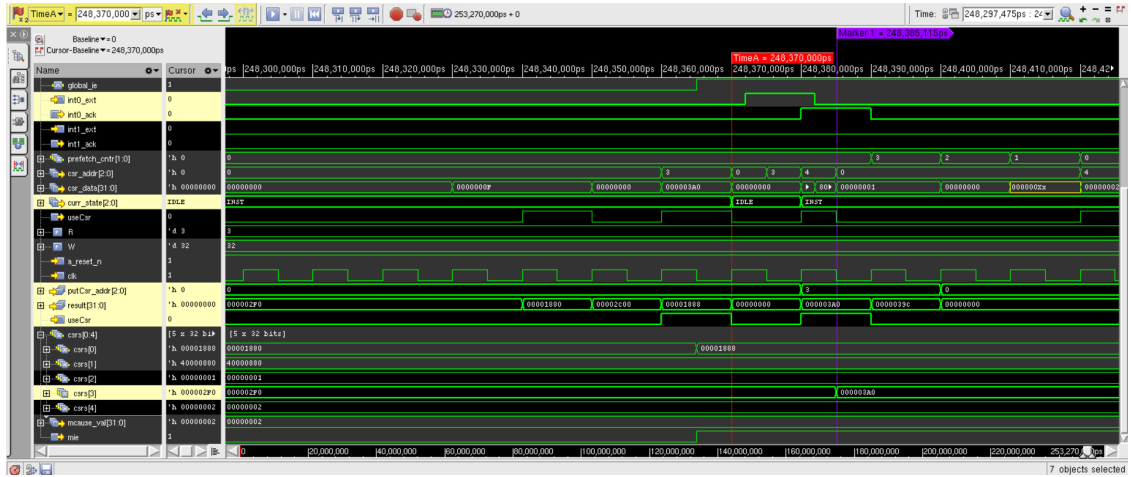 TimeA = 248,370,000 ps 253,270,000ps + 0 Time: 248,297,475ps : 24
Baseline = 0
Cursor-Baseline = 248,370,000ps
Marker 1 = 248,385,115ps
TimeA = 248,370,000ps
Name Cursor ps 248,300,000ps 248,310,000ps 248,320,000ps 248,330,000ps 248,340,000ps 248,350,000ps 248,360,000ps 248,370,000ps 248,380,000ps 248,390,000ps 248,400,000ps 248,410,000ps 248,42
global_ie 1
int0_ext 0
int0_ack 0
int1_ext 0
int1_ack 0
prefetch_cntr[1:0] 'h 0 0 3 2 1 0
csr_addr[2:0] 'h 0 0 3 0 3 4 0 4
csr_data[31:0] 'h 00000000 00000000 0000000F 00000000 000003A0 00000000 80 00000001 00000000 000000Xx 00000002
curr_state[2:0] IDLE INST IDLE INST
useCsr 0
R 'd 3 3
W 'd 32 32
a_reset_n 1
clk 1
putCsr_addr[2:0] 'h 0 0 3 0
result[31:0] 'h 00000000 000002F0 00001880 00002C00 00001888 00000000 000003A0 0000039c 00000000
useCsr 0
csrs[0:4] [5 x 32 bi [5 x 32 bits]
csrs[0] 'h 00001888 00001880 00001888
csrs[1] 'h 40000880 40000880
csrs[2] 'h 00000001 00000001
csrs[3] 'h 000002F0 000002F0 000003A0
csrs[4] 'h 00000002 00000002
mcause_val[31:0] 'h 00000002 00000002
mie 1
0 20,000,000 40,000,000 60,000,000 80,000,000 100,000,000 120,000,000 140,000,000 160,000,000 180,000,000 200,000,000 220,000,000 253,270
7 objects selected